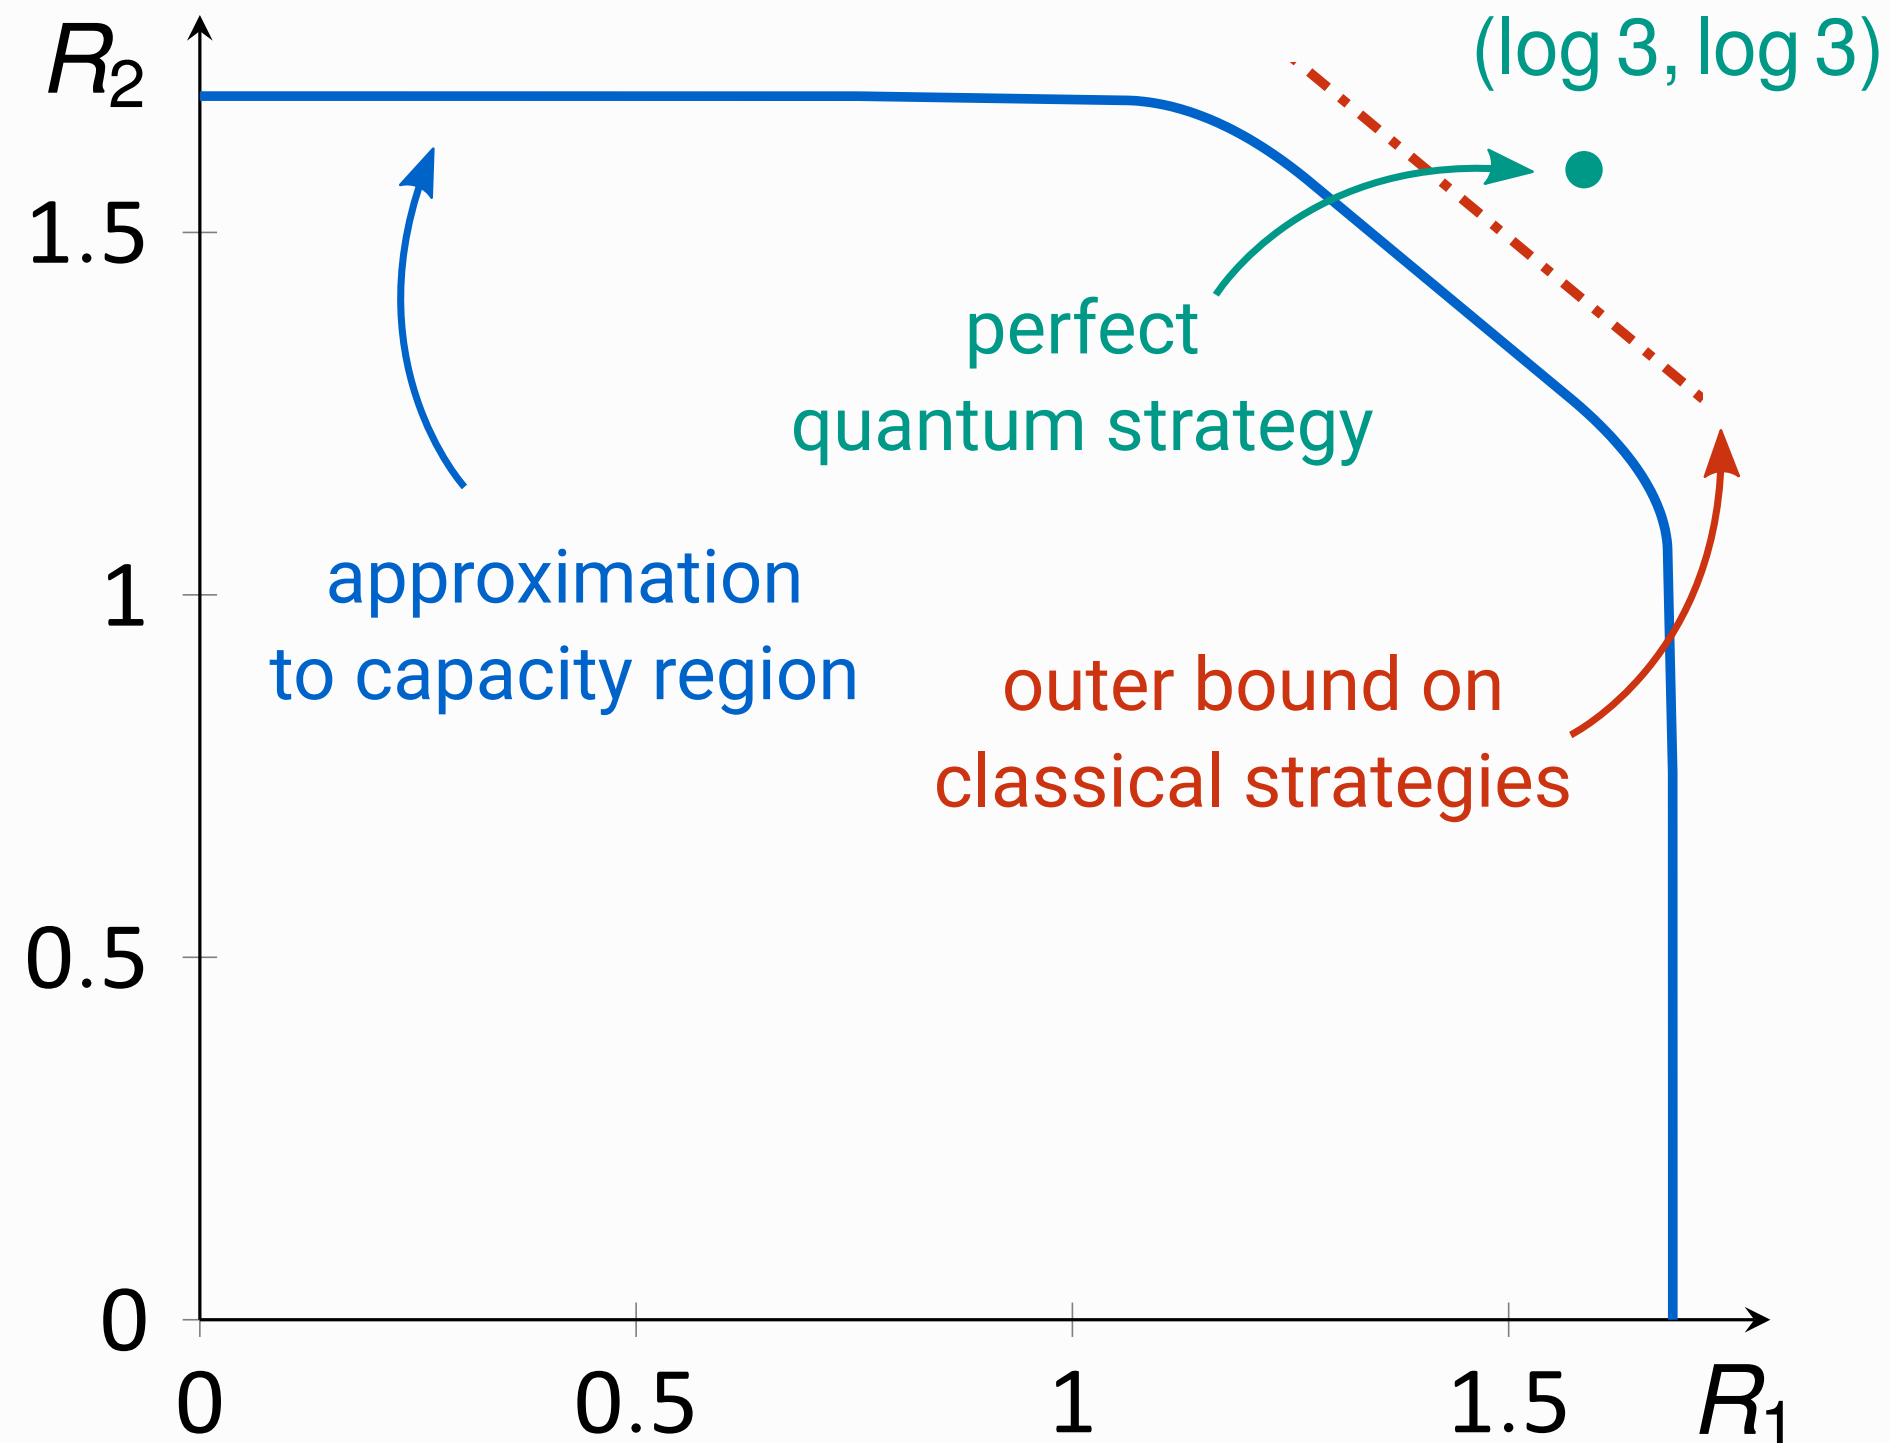 R₂
(log 3, log 3)
1.5
perfect
quantum strategy
approximation
to capacity region
1
outer bound on
classical strategies
0.5
0
0
0.5
1
1.5
R₁